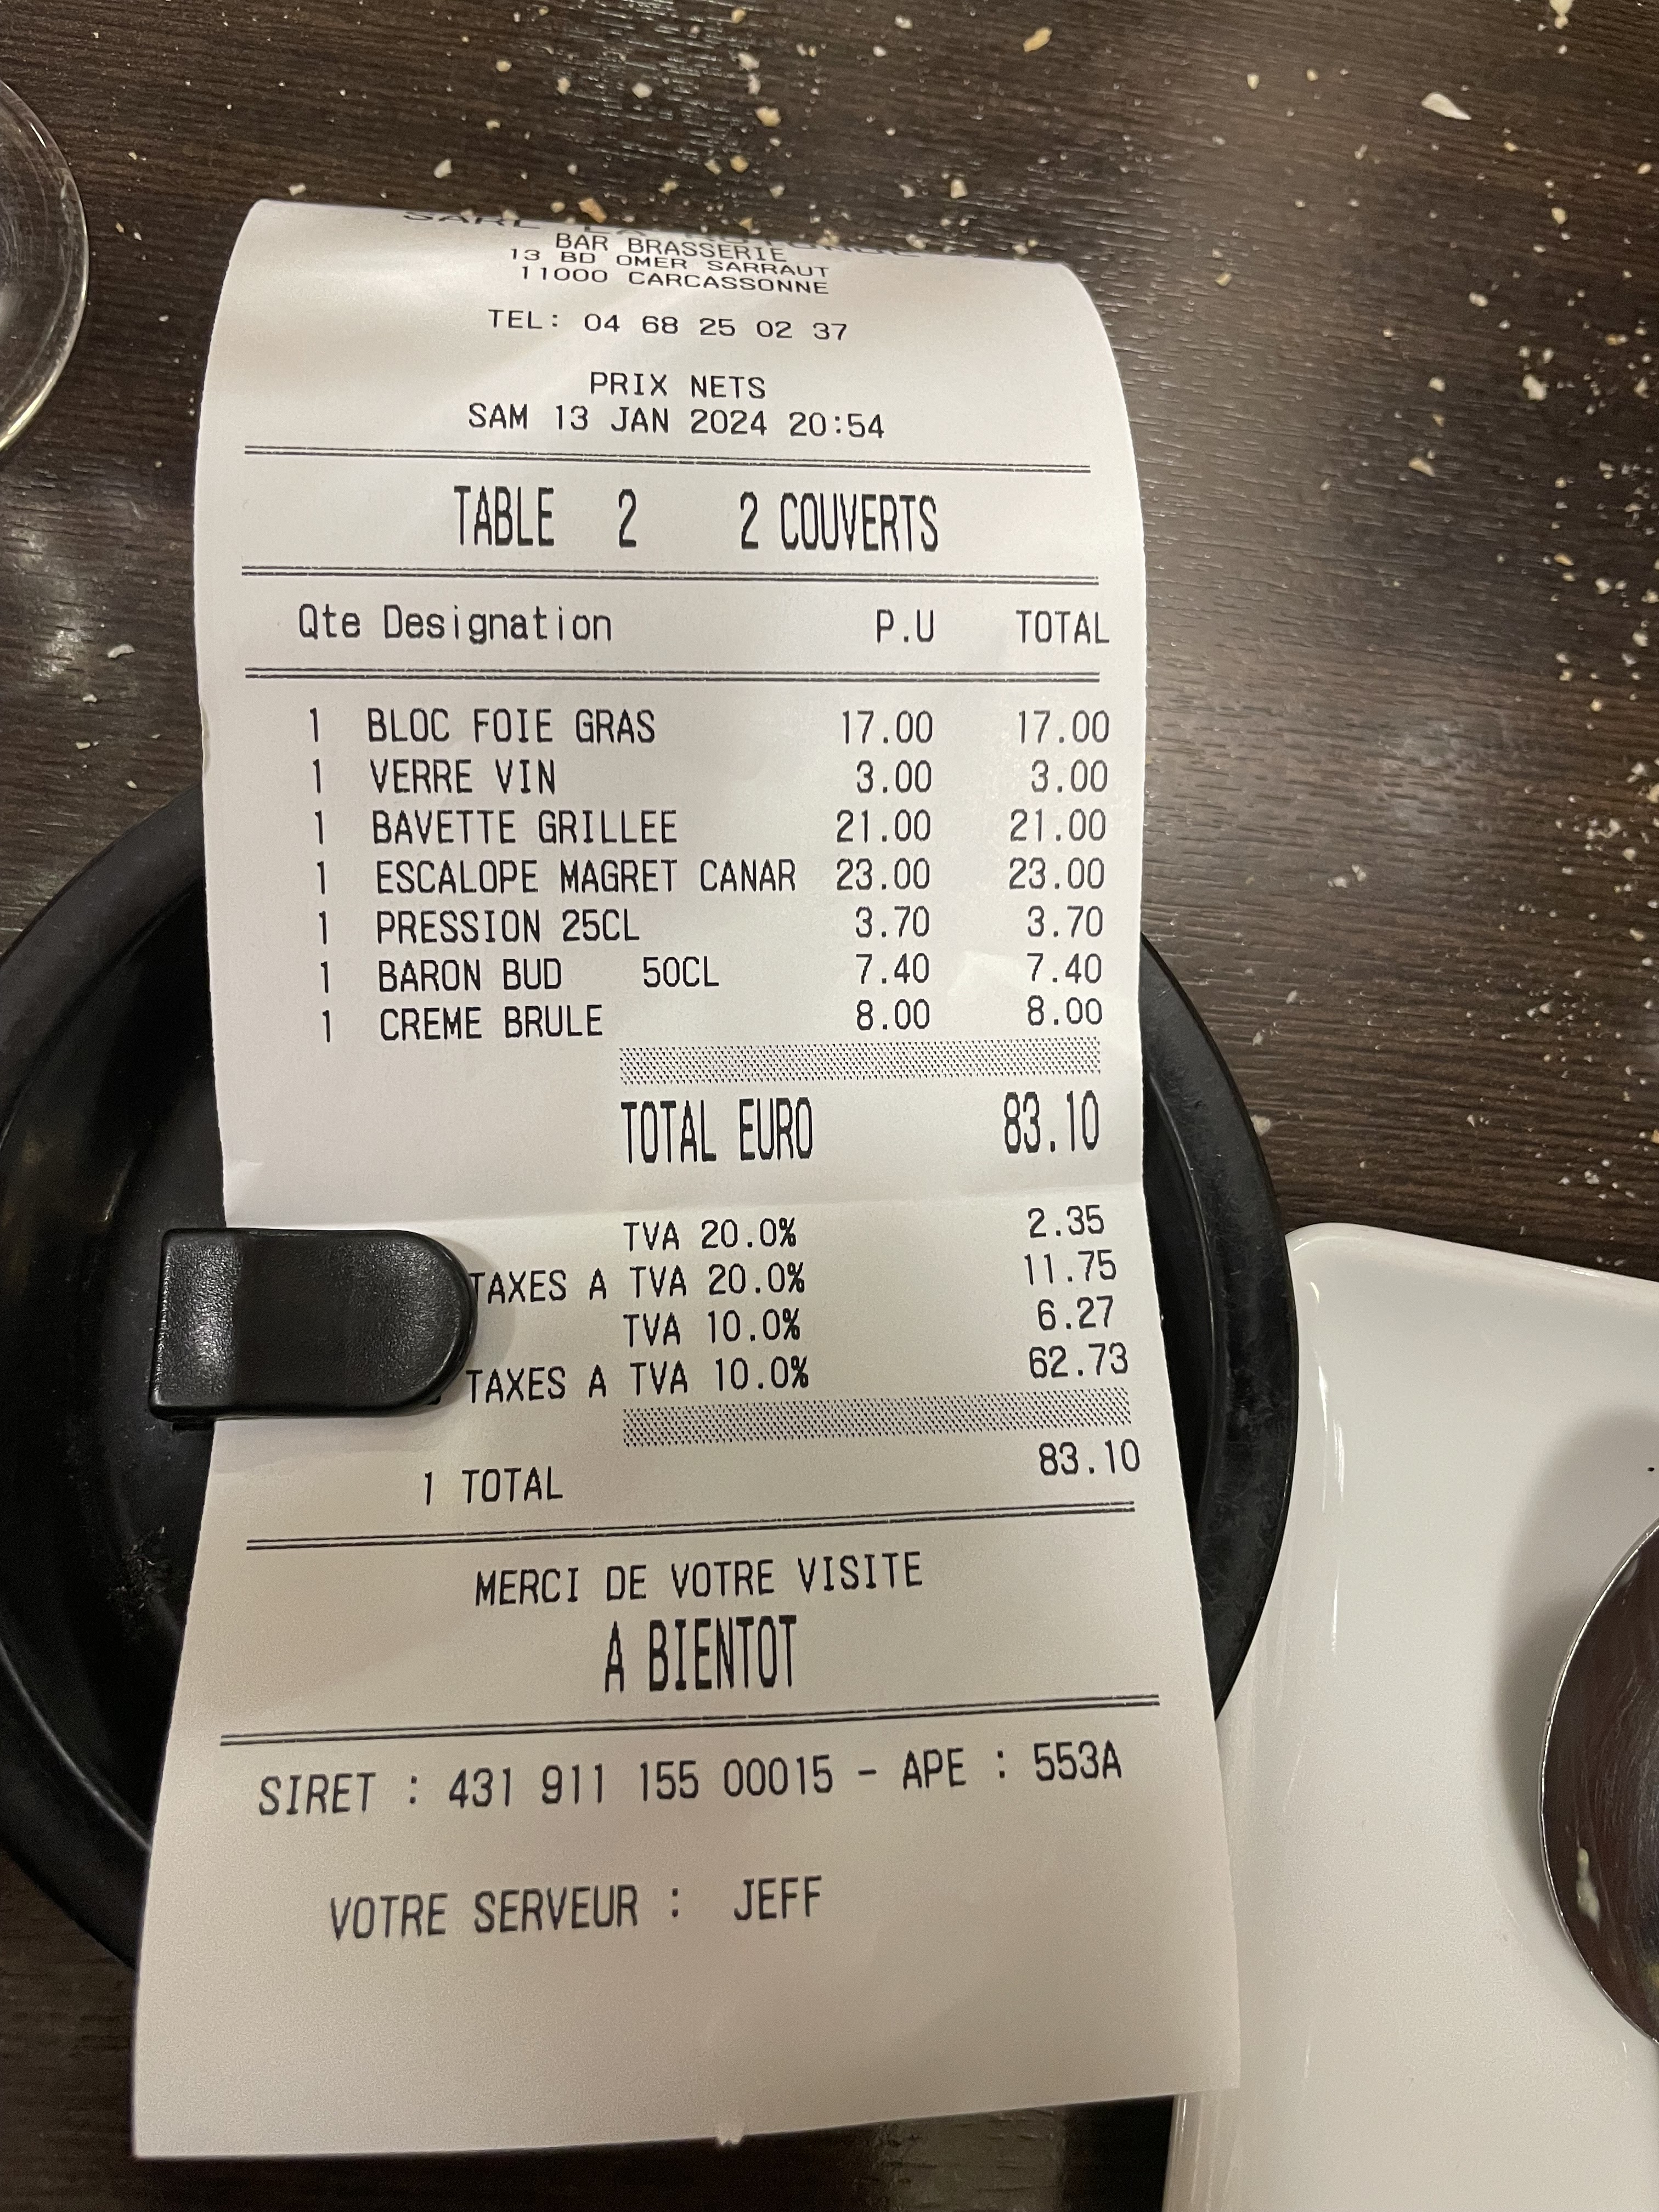 SARL
BAR BRASSERIE
13 BD OMER SARRAUT
11000 CARCASSONNE
TEL: 04 68 25 02 37
PRIX NETS
SAM 13 JAN 2024 20:54
TABLE 2 2 COUVERTS
Qte Designation P.U TOTAL
1 BLOC FOIE GRAS 17.00 17.00
1 VERRE VIN 3.00 3.00
1 BAVETTE GRILLEE 21.00 21.00
1 ESCALOPE MAGRET CANAR 23.00 23.00
1 PRESSION 25CL 3.70 3.70
1 BARON BUD 50CL 7.40 7.40
1 CREME BRULE 8.00 8.00
TOTAL EURO 83.10
TVA 20.0% 2.35
TAXES A TVA 20.0% 11.75
TVA 10.0% 6.27
TAXES A TVA 10.0% 62.73
1 TOTAL 83.10
MERCI DE VOTRE VISITE
A BIENTOT
SIRET : 431 911 155 00015 - APE : 553A
VOTRE SERVEUR : JEFF